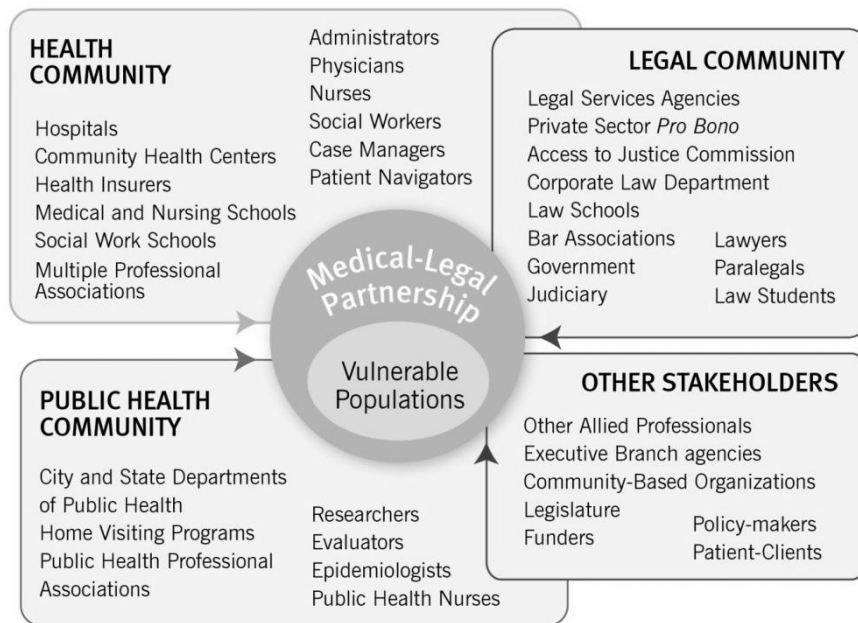 HEALTH
COMMUNITY
Hospitals
Community Health Centers
Health Insurers
Medical and Nursing Schools
Social Work Schools
Multiple Professional
Associations
Administrators
Physicians
Nurses
Social Workers
Case Managers
Patient Navigators
LEGAL COMMUNITY
Legal Services Agencies
Private Sector Pro Bono
Access to Justice Commission
Corporate Law Department
Law Schools
Bar Associations
Government
Judiciary
Lawyers
Paralegals
Law Students
Medical-Legal
Partnership
Vulnerable
Populations
PUBLIC HEALTH
COMMUNITY
City and State Departments
of Public Health
Home Visiting Programs
Public Health Professional
Associations
Researchers
Evaluators
Epidemiologists
Public Health Nurses
OTHER STAKEHOLDERS
Other Allied Professionals
Executive Branch agencies
Community-Based Organizations
Legislature
Funders
Policy-makers
Patient-Clients